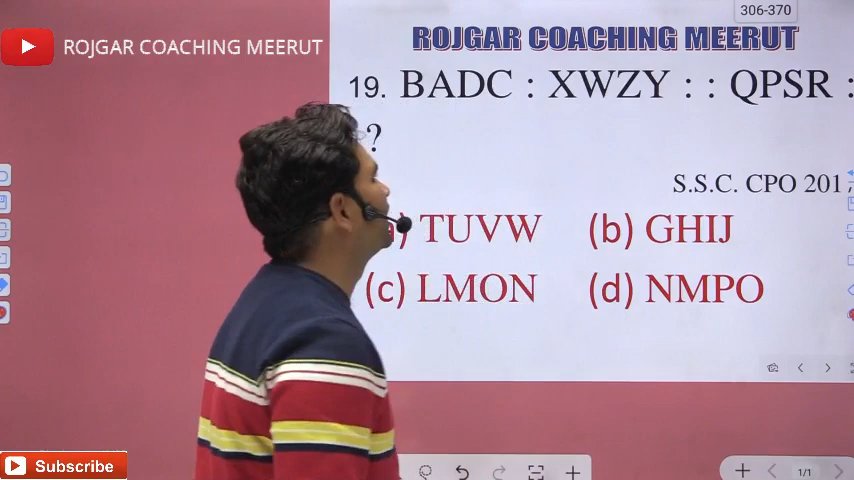 306-370
ROJGAR COACHING MEERUT
ROJGAR COACHING MEERUT
19. BADC : XWZY : : QPSR :
?
S.S.C. CPO 201
) TUVW (b) GHIJ
(c) LMON (d) NMPO
Subscribe
1/1